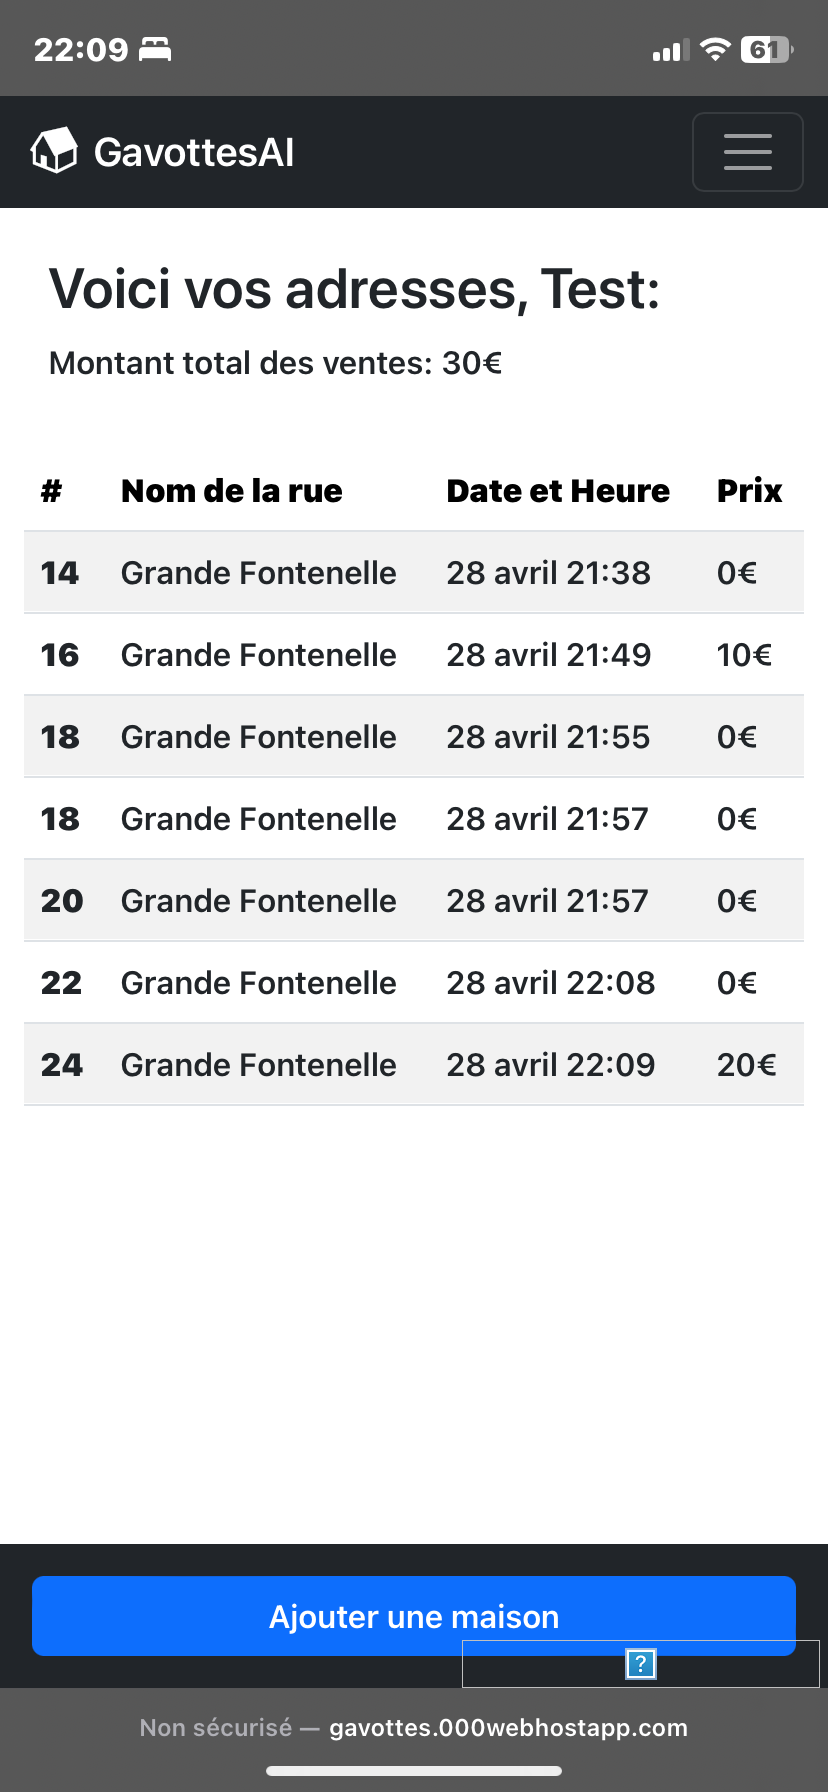 22:09 61
GavottesAI
Voici vos adresses, Test:
Montant total des ventes: 30€
# Nom de la rue Date et Heure Prix
14 Grande Fontenelle 28 avril 21:38 0€
16 Grande Fontenelle 28 avril 21:49 10€
18 Grande Fontenelle 28 avril 21:55 0€
18 Grande Fontenelle 28 avril 21:57 0€
20 Grande Fontenelle 28 avril 21:57 0€
22 Grande Fontenelle 28 avril 22:08 0€
24 Grande Fontenelle 28 avril 22:09 20€
Ajouter une maison
?
Non sécurisé — gavottes.000webhostapp.com